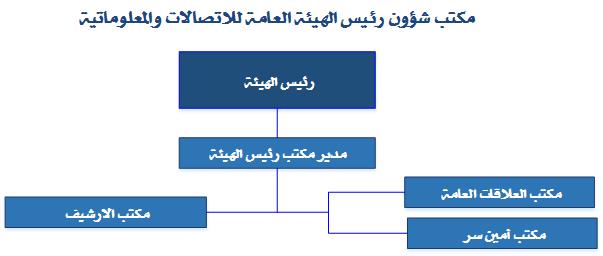 مكتب شؤون رئيس الهيئة العامة للاتصالات والمعلوماتية
رئيس الهيئة
مدير مكتب رئيس الهيئة
مكتب العلاقات العامة
مكتب الارشيف
مكتب أمين سر